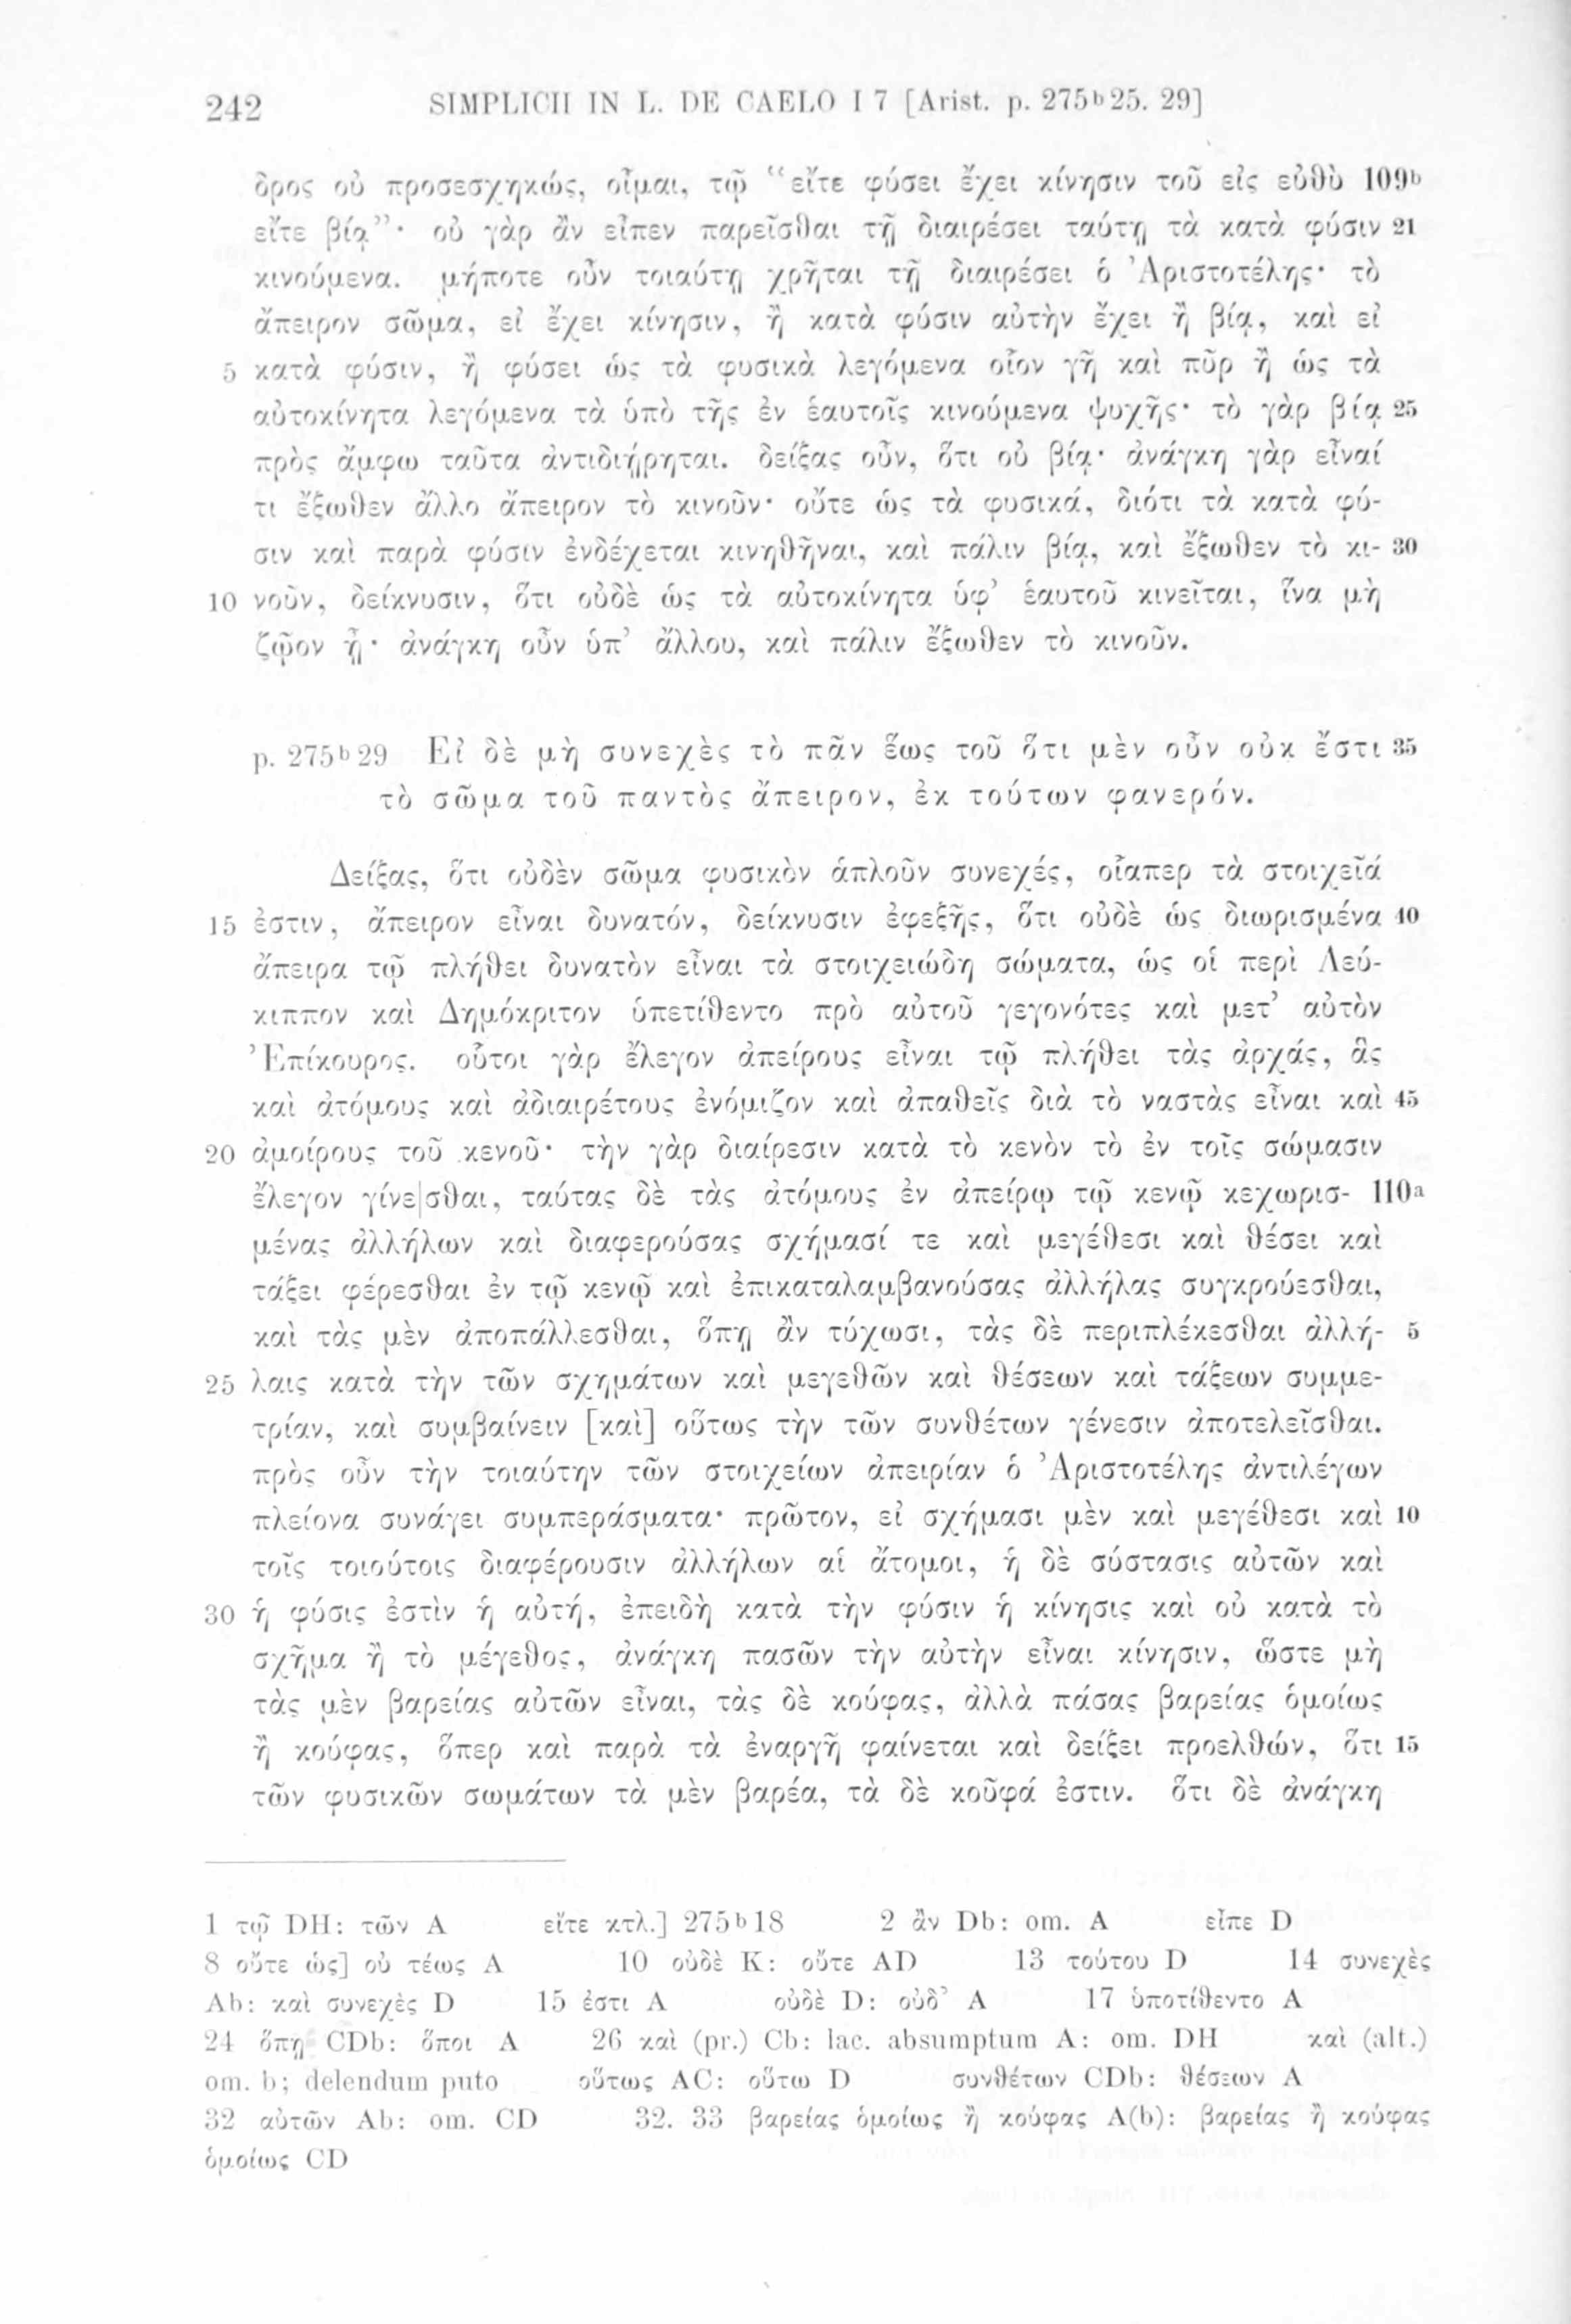 242 SIMPLICII IN L. DE CAELO I 7 [Arist. p. 275b25. 29]
δρος οὐ προσεσχηκώς, οἶμαι, τῷ “εἴτε φύσει ἔχει κίνησιν τοῦ εἰς εὐθὺ 109b
εἴτε βίᾳ”· οὐ γὰρ ἂν εἶπεν παρεῖσθαι τῇ διαιρέσει ταύτῃ τὰ κατὰ φύσιν 21
κινούμενα. μήποτε οὖν τοιαύτῃ χρῆται τῇ διαιρέσει ὁ Ἀριστοτέλης· τὸ
ἄπειρον σῶμα, εἰ ἔχει κίνησιν, ἢ κατὰ φύσιν αὐτὴν ἔχει ἢ βίᾳ, καὶ εἰ
5 κατὰ φύσιν, ἢ φύσει ὡς τὰ φυσικὰ λεγόμενα οἷον γῆ καὶ πῦρ ἢ ὡς τὰ
αὐτοκίνητα λεγόμενα τὰ ὑπὸ τῆς ἐν ἑαυτοῖς κινούμενα ψυχῆς· τὸ γὰρ βίᾳ 25
πρὸς ἄμφω ταῦτα ἀντιδιῄρηται. δείξας οὖν, ὅτι οὐ βίᾳ· ἀνάγκη γὰρ εἶναί
τι ἔξωθεν ἄλλο ἄπειρον τὸ κινοῦν· οὔτε ὡς τὰ φυσικά, διότι τὰ κατὰ φύ-
σιν καὶ παρὰ φύσιν ἐνδέχεται κινηθῆναι, καὶ πάλιν βίᾳ, καὶ ἔξωθεν τὸ κι- 30
10 νοῦν, δείκνυσιν, ὅτι οὐδὲ ὡς τὰ αὐτοκίνητα ὑφ’ ἑαυτοῦ κινεῖται, ἵνα μὴ
ζῷον ᾖ· ἀνάγκη οὖν ὑπ’ ἄλλου, καὶ πάλιν ἔξωθεν τὸ κινοῦν.
p. 275b29 Εἰ δὲ μὴ συνεχὲς τὸ πᾶν ἕως τοῦ ὅτι μὲν οὖν οὐκ ἔστι 35
τὸ σῶμα τοῦ παντὸς ἄπειρον, ἐκ τούτων φανερόν.
Δείξας, ὅτι οὐδὲν σῶμα φυσικὸν ἁπλοῦν συνεχές, οἷαπερ τὰ στοιχεῖά
15 ἐστιν, ἄπειρον εἶναι δυνατόν, δείκνυσιν ἐφεξῆς, ὅτι οὐδὲ ὡς διωρισμένα 40
ἄπειρα τῷ πλήθει δυνατὸν εἶναι τὰ στοιχειώδη σώματα, ὡς οἱ περὶ Λεύ-
κιππον καὶ Δημόκριτον ὑπετίθεντο πρὸ αὐτοῦ γεγονότες καὶ μετ’ αὐτὸν
Ἐπίκουρος. οὗτοι γὰρ ἔλεγον ἀπείρους εἶναι τῷ πλήθει τὰς ἀρχάς, ἃς
καὶ ἀτόμους καὶ ἀδιαιρέτους ἐνόμιζον καὶ ἀπαθεῖς διὰ τὸ ναστὰς εἶναι καὶ 45
20 ἀμοίρους τοῦ κενοῦ· τὴν γὰρ διαίρεσιν κατὰ τὸ κενὸν τὸ ἐν τοῖς σώμασιν
ἔλεγον γίνε|σθαι, ταύτας δὲ τὰς ἀτόμους ἐν ἀπείρῳ τῷ κενῷ κεχωρισ- 110a
μένας ἀλλήλων καὶ διαφερούσας σχήμασί τε καὶ μεγέθεσι καὶ θέσει καὶ
τάξει φέρεσθαι ἐν τῷ κενῷ καὶ ἐπικαταλαμβανούσας ἀλλήλας συγκρούεσθαι,
καὶ τὰς μὲν ἀποπάλλεσθαι, ὅπῃ ἂν τύχωσι, τὰς δὲ περιπλέκεσθαι ἀλλή- 5
25 λαις κατὰ τὴν τῶν σχημάτων καὶ μεγεθῶν καὶ θέσεων καὶ τάξεων συμμε-
τρίαν, καὶ συμβαίνειν [καὶ] οὕτως τὴν τῶν συνθέτων γένεσιν ἀποτελεῖσθαι.
πρὸς οὖν τὴν τοιαύτην τῶν στοιχείων ἀπειρίαν ὁ Ἀριστοτέλης ἀντιλέγων
πλείονα συνάγει συμπεράσματα· πρῶτον, εἰ σχήμασι μὲν καὶ μεγέθεσι καὶ 10
τοῖς τοιούτοις διαφέρουσιν ἀλλήλων αἱ ἄτομοι, ἡ δὲ σύστασις αὐτῶν καὶ
30 ἡ φύσις ἐστὶν ἡ αὐτή, ἐπειδὴ κατὰ τὴν φύσιν ἡ κίνησις καὶ οὐ κατὰ τὸ
σχῆμα ἢ τὸ μέγεθος, ἀνάγκη πασῶν τὴν αὐτὴν εἶναι κίνησιν, ὥστε μὴ
τὰς μὲν βαρείας αὐτῶν εἶναι, τὰς δὲ κούφας, ἀλλὰ πάσας βαρείας ὁμοίως
ἢ κούφας, ὅπερ καὶ παρὰ τὰ ἐναργῆ φαίνεται καὶ δείξει προελθών, ὅτι 15
τῶν φυσικῶν σωμάτων τὰ μὲν βαρέα, τὰ δὲ κοῦφά ἐστιν. ὅτι δὲ ἀνάγκη
1 τῷ DH: τῶν A εἴτε κτλ.] 275b18 2 ἂν Db: om. A εἶπε D
8 οὔτε ὡς] οὐ τέως A 10 οὐδὲ K: οὔτε AD 13 τούτου D 14 συνεχὲς
Ab: καὶ συνεχὲς D 15 ἐστι A οὐδὲ D: οὐδ’ A 17 ὑποτίθεντο A
24 ὅπῃ CDb: ὅποι A 26 καὶ (pr.) Cb: lac. absumptum A: om. DH καὶ (alt.)
om. b; delendum puto οὕτως AC: οὕτω D συνθέτων CDb: θέσεων A
32 αὐτῶν Ab: om. CD 32. 33 βαρείας ὁμοίως ἢ κούφας A(b): βαρείας ἢ κούφας
ὁμοίως CD